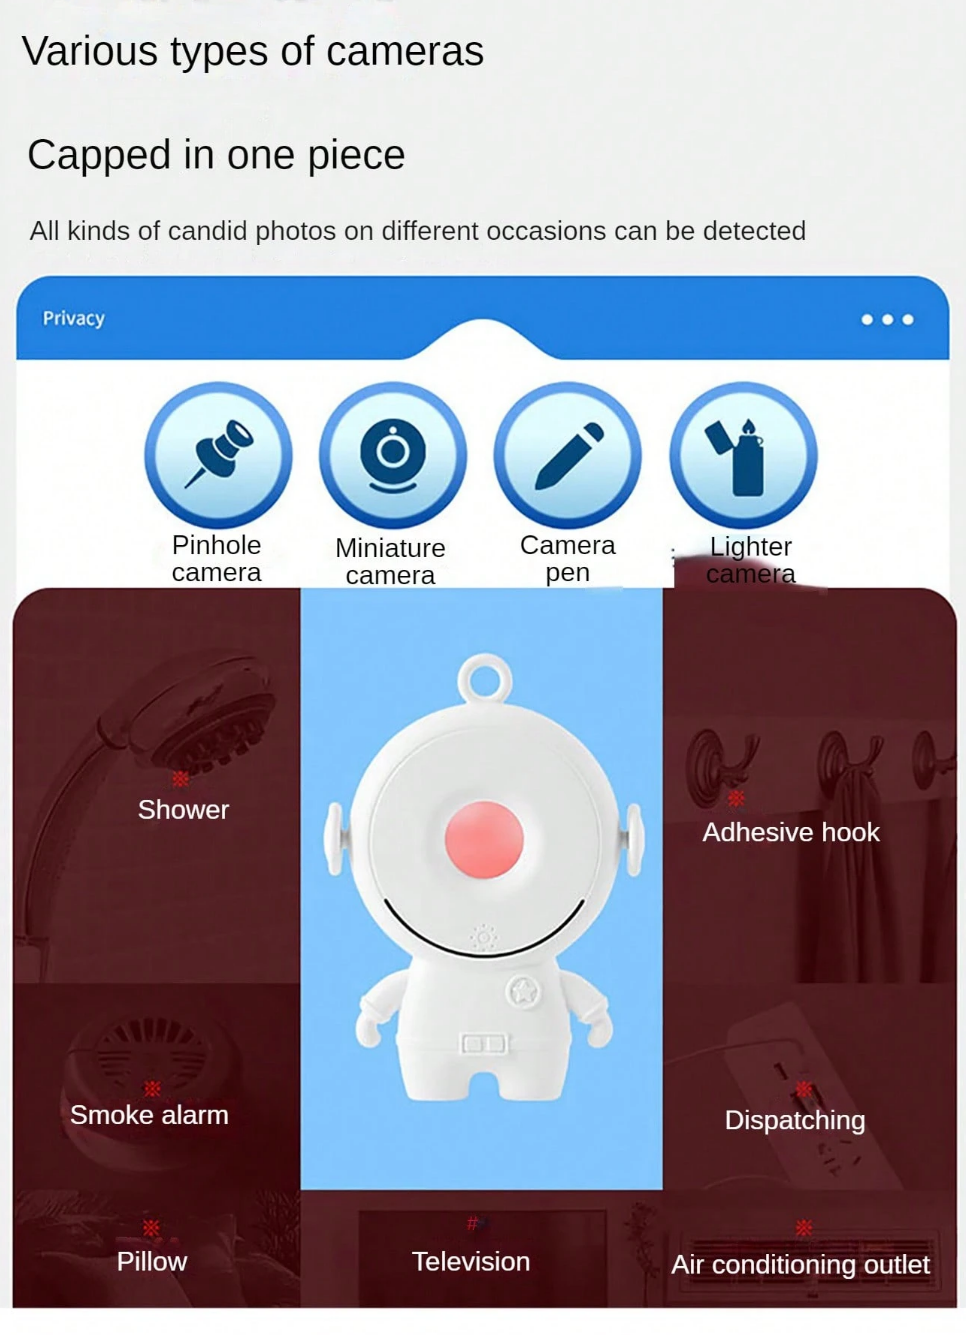 Various types of cameras
Capped in one piece
All kinds of candid photos on different occasions can be detected
Privacy
Pinhole
camera
Miniature
camera
Camera
pen
Lighter
camera
Shower
Adhesive hook
Smoke alarm
Dispatching
Pillow
Television
Air conditioning outlet